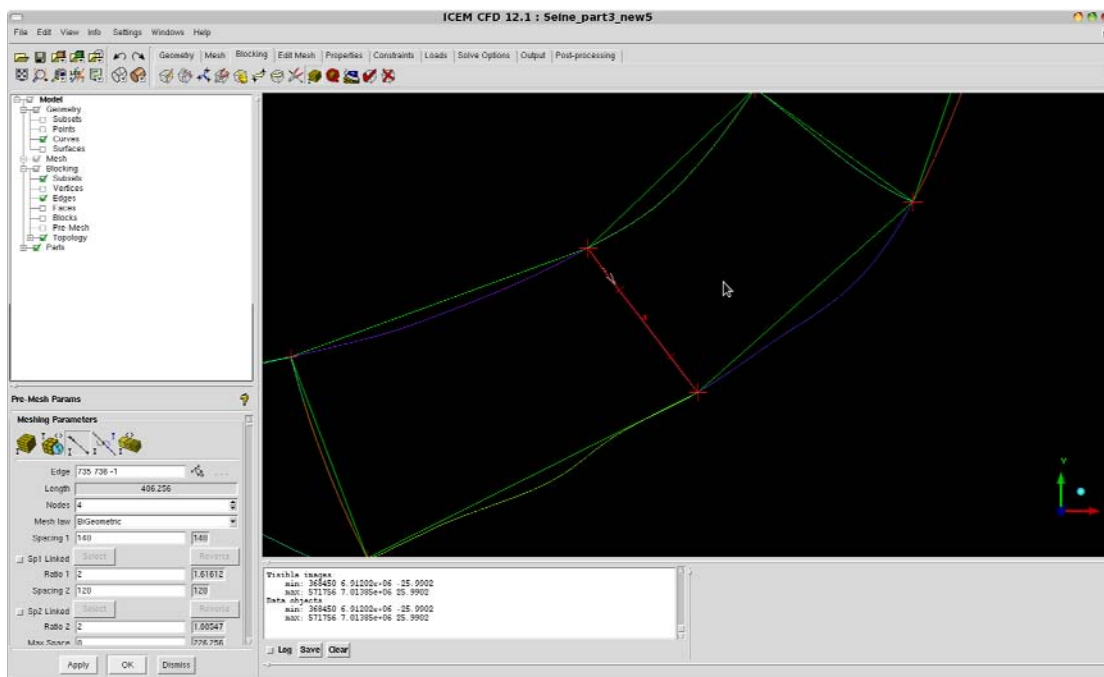 ICEM CFD 12.1 : Seine_part3_new5
File Edit View Info Settings Windows Help
Geometry Mesh Blocking Edit Mesh Properties Constraints Loads Solve Options Output Post-processing
Model
Geometry
Subsets
Points
Curves
Surfaces
Mesh
Blocking
Subsets
Vertices
Edges
Faces
Blocks
Pre-Mesh
Topology
Parts
Pre-Mesh Params
Meshing Parameters
Edge 735 736 -1
Length 406.256
Nodes 4
Mesh law BiGeometric
Spacing 1 140 140
Sp1 Linked Select Reverse
Ratio 1 2 1.61612
Spacing 2 120 120
Sp2 Linked Select Reverse
Ratio 2 2
Max Space 0
Apply OK Dismiss
Y
Visible images
min: 368450 6.91202e+06 -25.9902
max: 571756 7.01385e+06 25.9902
Data objects
min: 368450 6.91202e+06 -25.9902
max: 571756 7.01385e+06 25.9902
Log Save Clear